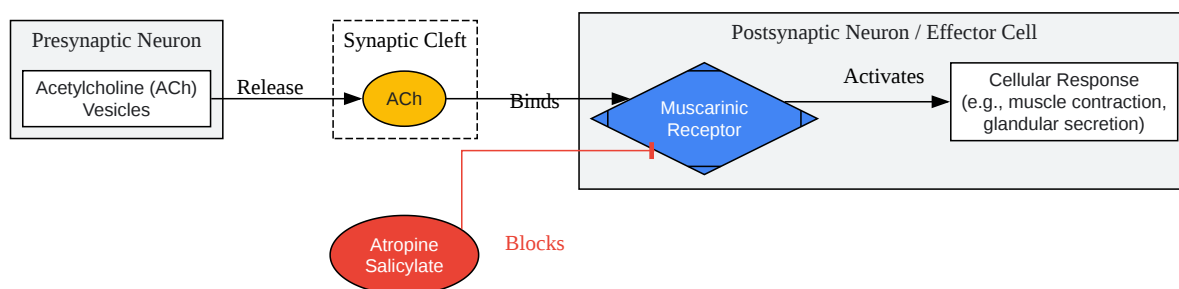 Presynaptic Neuron
Acetylcholine (ACh)
Vesicles
Release
Synaptic Cleft
ACh
Binds
Postsynaptic Neuron / Effector Cell
Muscarinic
Receptor
Activates
Cellular Response
(e.g., muscle contraction,
glandular secretion)
Atropine
Salicylate
Blocks